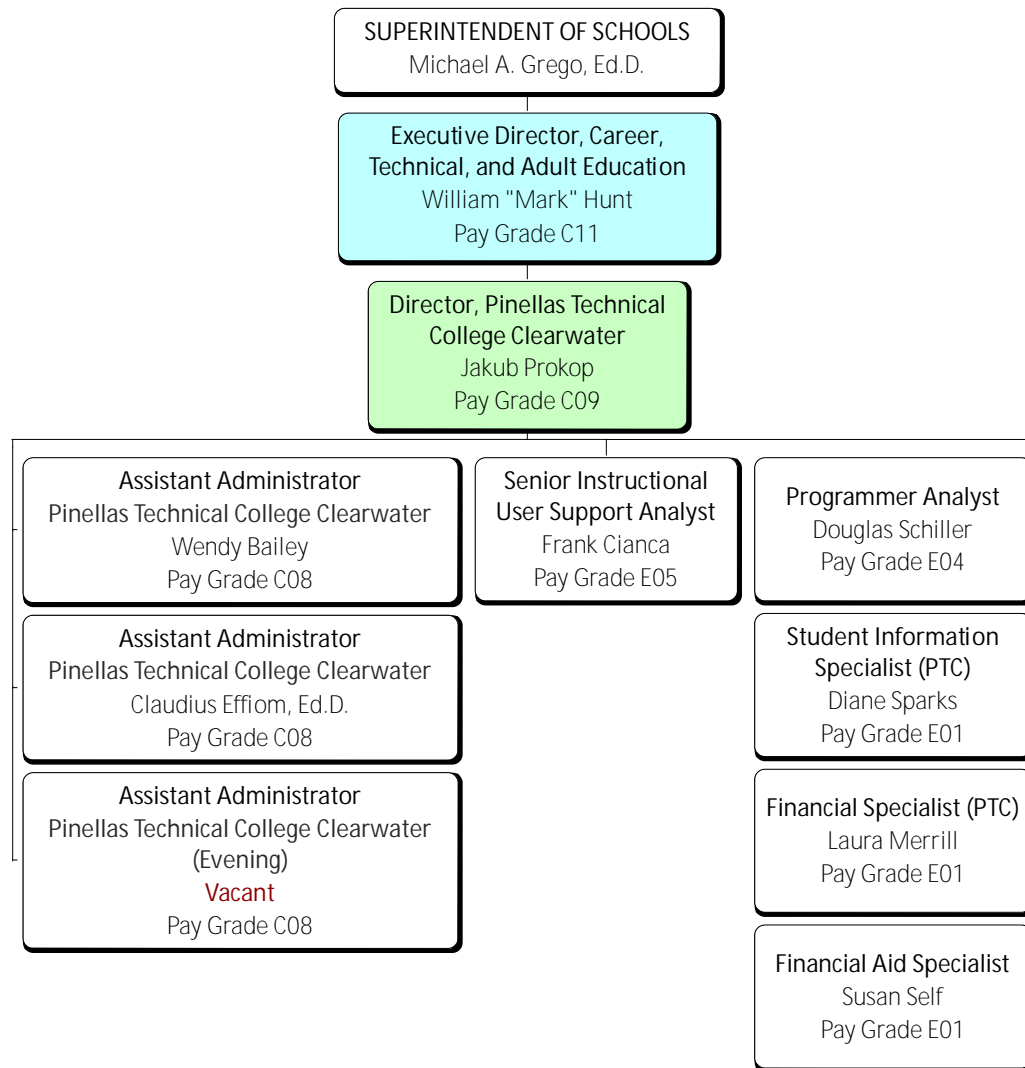 SUPERINTENDENT OF SCHOOLS
Michael A. Grego, Ed.D.
Executive Director, Career,
Technical, and Adult Education
William "Mark" Hunt
Pay Grade C11
Director, Pinellas Technical
College Clearwater
Jakub Prokop
Pay Grade C09
Assistant Administrator
Pinellas Technical College Clearwater
Wendy Bailey
Pay Grade C08
Assistant Administrator
Pinellas Technical College Clearwater
Claudius Effiom, Ed.D.
Pay Grade C08
Assistant Administrator
Pinellas Technical College Clearwater
(Evening)
Vacant
Pay Grade C08
Senior Instructional
User Support Analyst
Frank Cianca
Pay Grade E05
Programmer Analyst
Douglas Schiller
Pay Grade E04
Student Information
Specialist (PTC)
Diane Sparks
Pay Grade E01
Financial Specialist (PTC)
Laura Merrill
Pay Grade E01
Financial Aid Specialist
Susan Self
Pay Grade E01